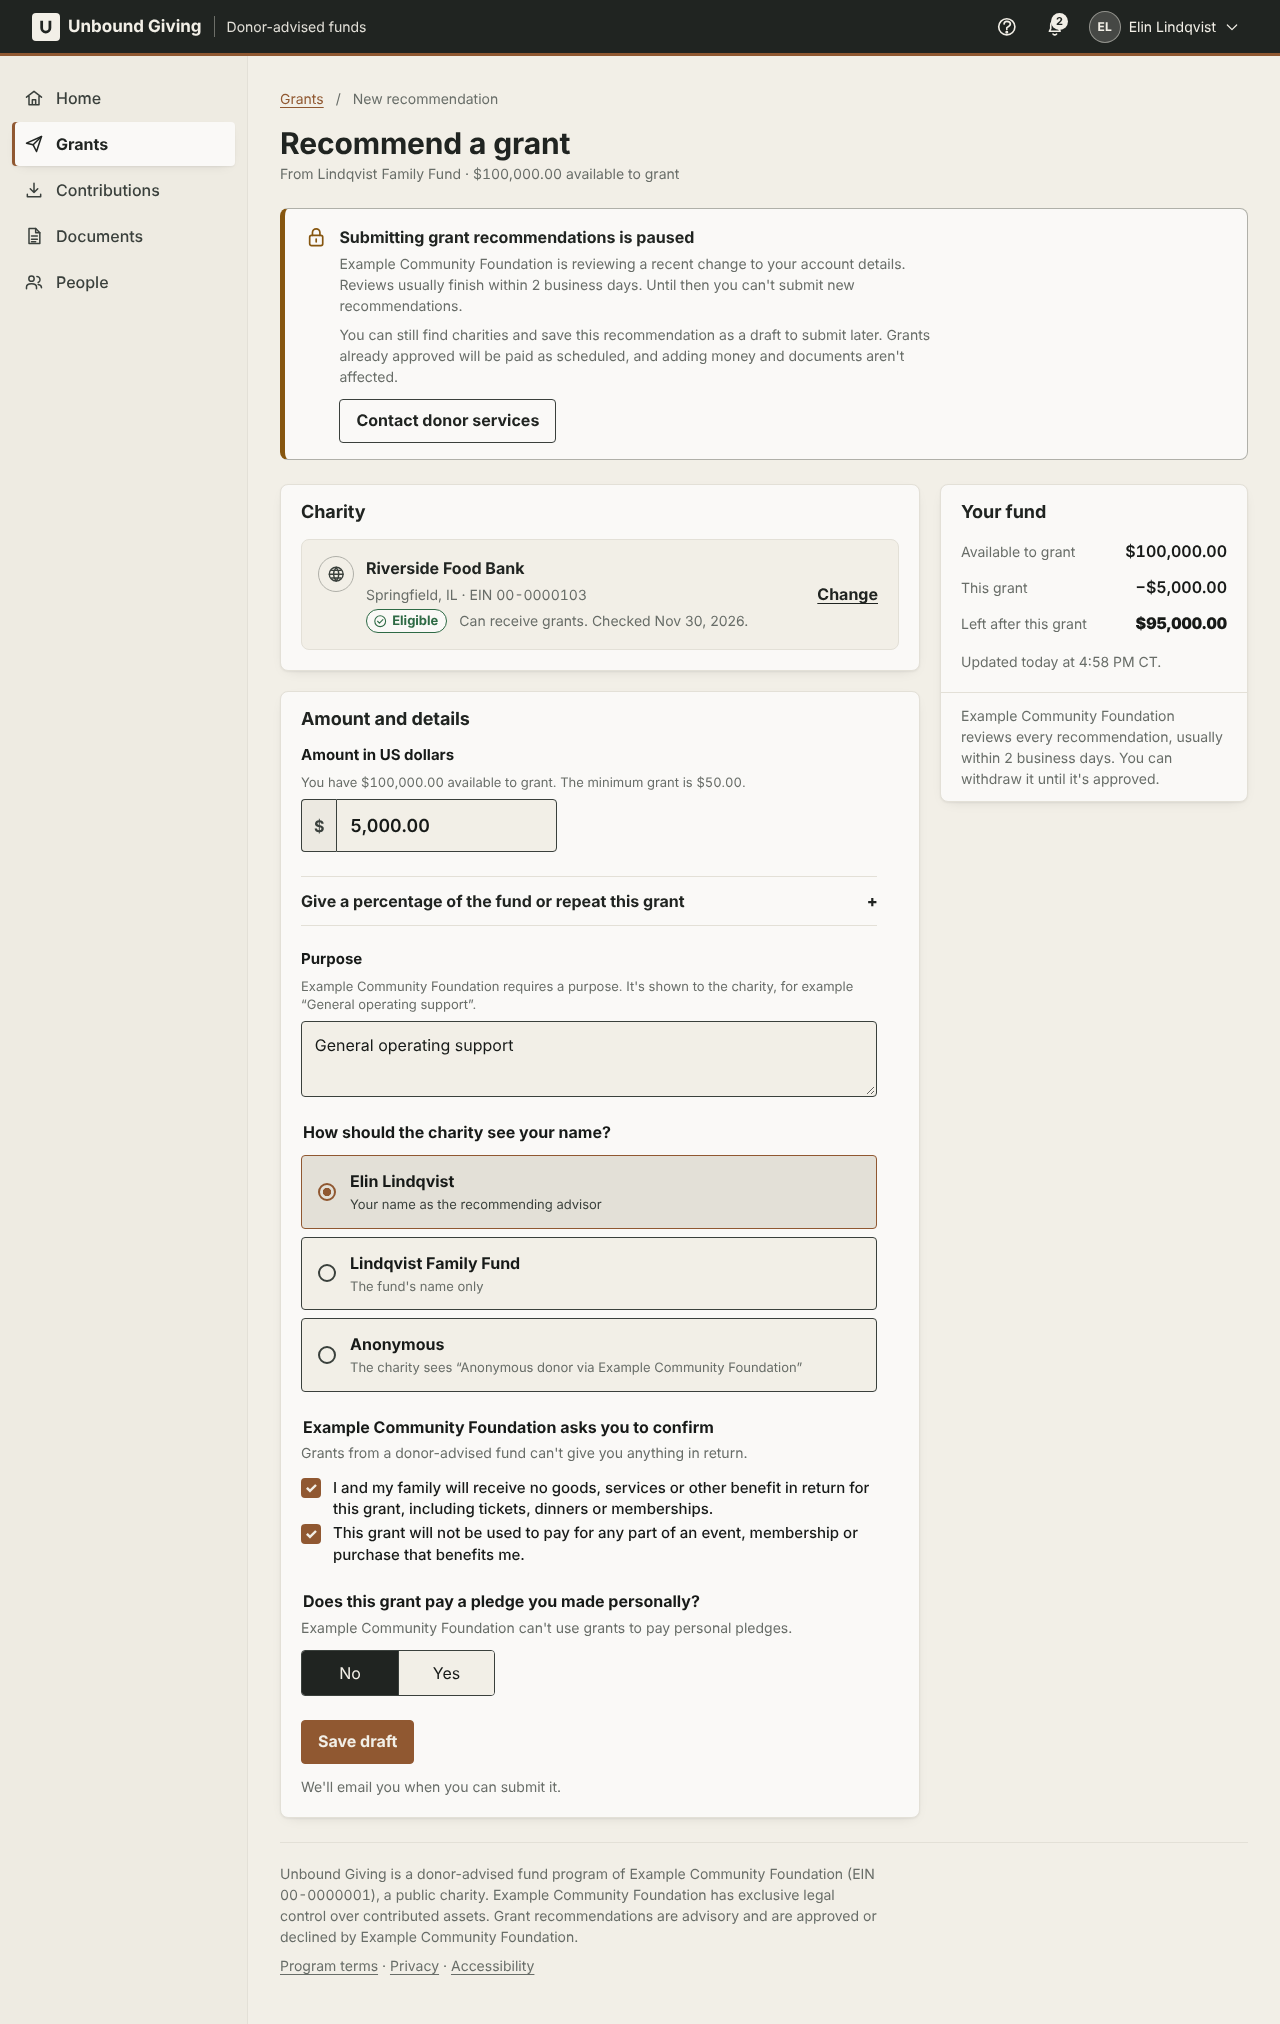 U Unbound Giving Donor-advised funds 2 EL Elin Lindqvist
Home
Grants
Contributions
Documents
People
Grants / New recommendation
Recommend a grant
From Lindqvist Family Fund · $100,000.00 available to grant
Submitting grant recommendations is paused
Example Community Foundation is reviewing a recent change to your account details.
Reviews usually finish within 2 business days. Until then you can't submit new
recommendations.
You can still find charities and save this recommendation as a draft to submit later. Grants
already approved will be paid as scheduled, and adding money and documents aren't
affected.
Contact donor services
Charity
Riverside Food Bank
Springfield, IL · EIN 00-0000103
Change
Eligible Can receive grants. Checked Nov 30, 2026.
Your fund
Available to grant $100,000.00
This grant −$5,000.00
Left after this grant $95,000.00
Updated today at 4:58 PM CT.
Example Community Foundation
reviews every recommendation, usually
within 2 business days. You can
withdraw it until it's approved.
Amount and details
Amount in US dollars
You have $100,000.00 available to grant. The minimum grant is $50.00.
$ 5,000.00
Give a percentage of the fund or repeat this grant +
Purpose
Example Community Foundation requires a purpose. It's shown to the charity, for example
“General operating support”.
General operating support
How should the charity see your name?
Elin Lindqvist
Your name as the recommending advisor
Lindqvist Family Fund
The fund's name only
Anonymous
The charity sees “Anonymous donor via Example Community Foundation”
Example Community Foundation asks you to confirm
Grants from a donor-advised fund can't give you anything in return.
I and my family will receive no goods, services or other benefit in return for
this grant, including tickets, dinners or memberships.
This grant will not be used to pay for any part of an event, membership or
purchase that benefits me.
Does this grant pay a pledge you made personally?
Example Community Foundation can't use grants to pay personal pledges.
No Yes
Save draft
We'll email you when you can submit it.
Unbound Giving is a donor-advised fund program of Example Community Foundation (EIN
00-0000001), a public charity. Example Community Foundation has exclusive legal
control over contributed assets. Grant recommendations are advisory and are approved or
declined by Example Community Foundation.
Program terms · Privacy · Accessibility